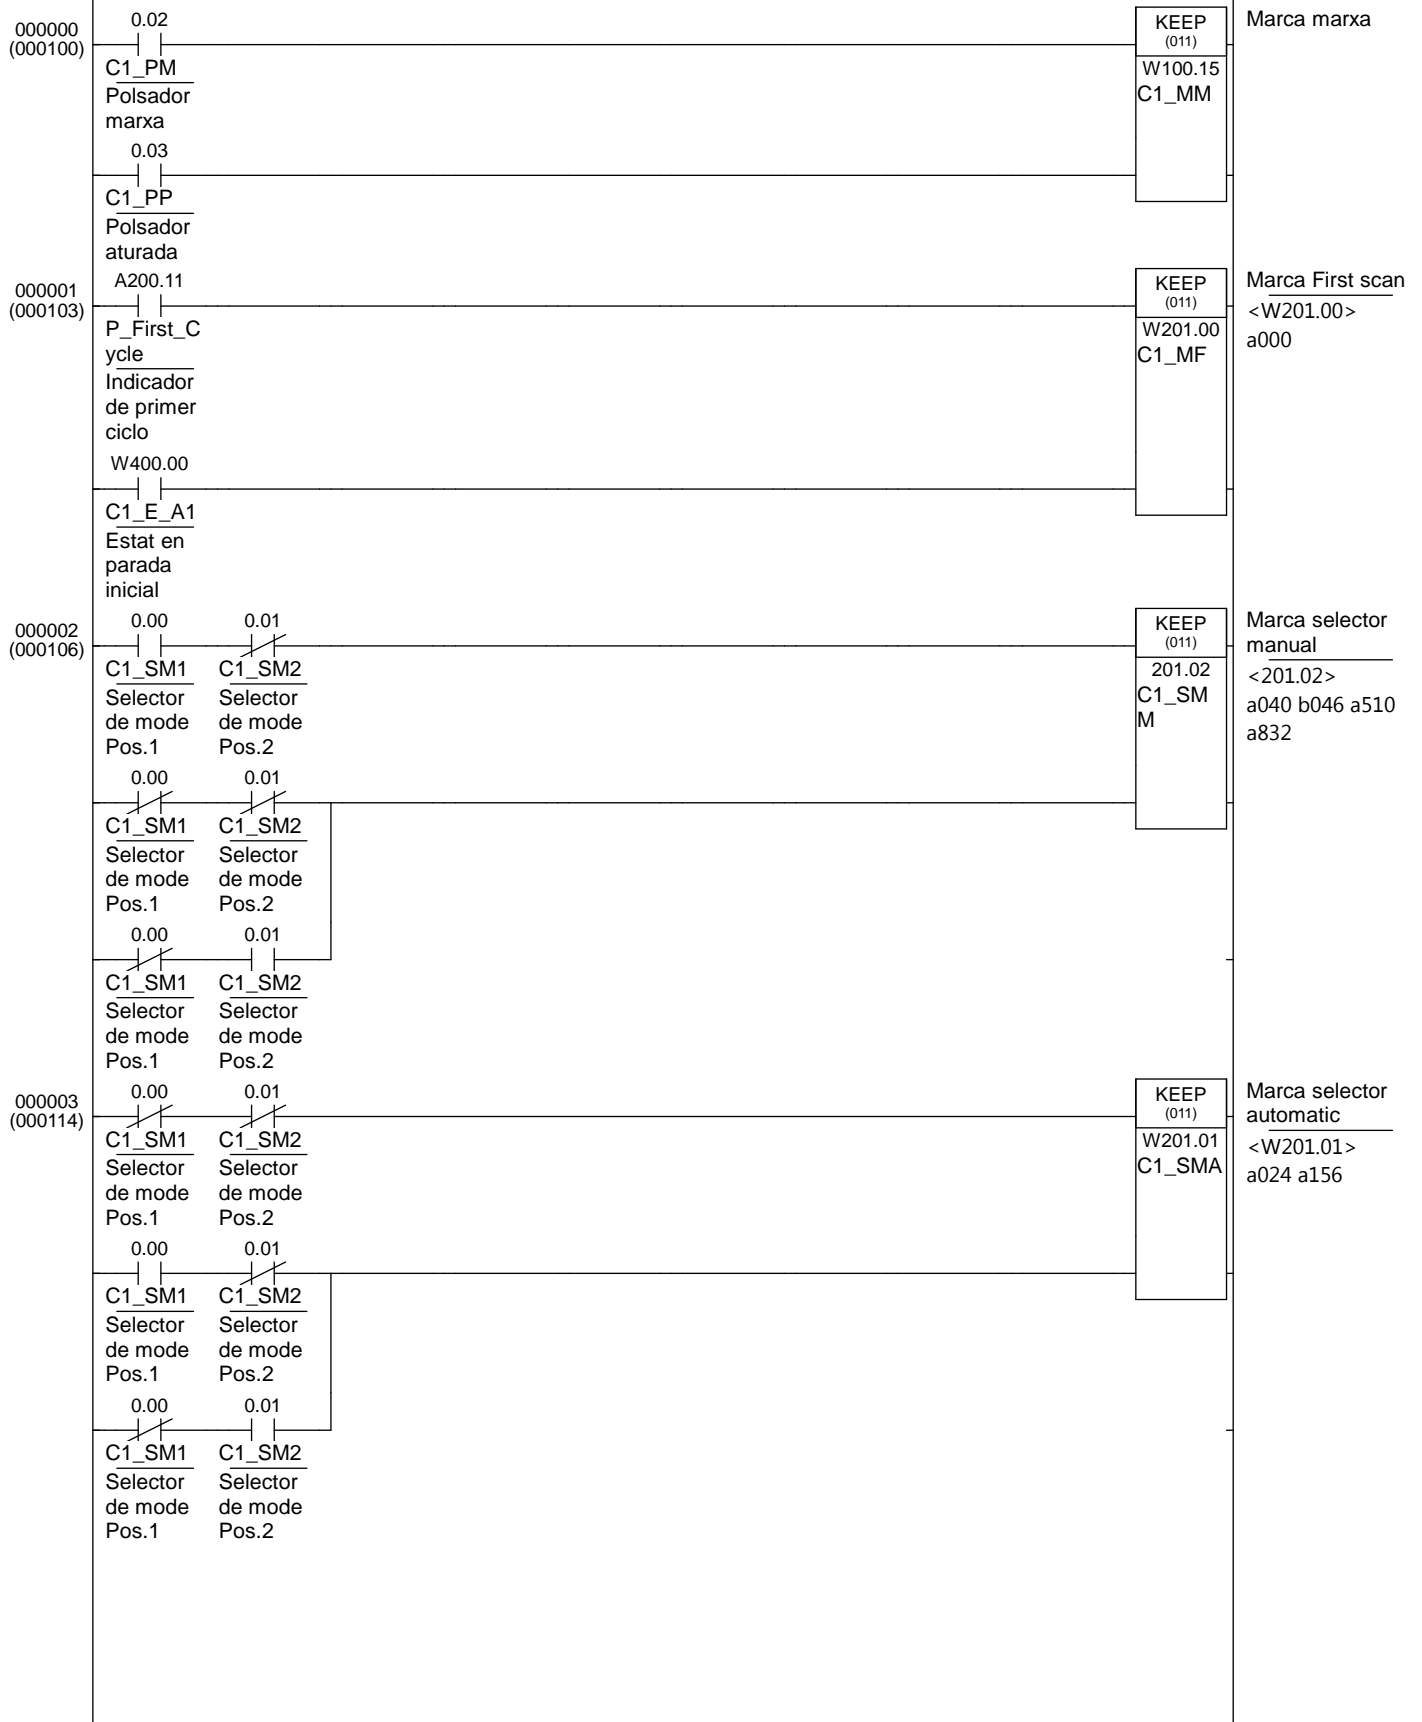 000000
(000100)
0.02
C1_PM
Polsador
marxa
0.03
C1_PP
Polsador
aturada
KEEP
(011)
W100.15
C1_MM
Marca marxa
000001
(000103)
A200.11
P_First_C
ycle
Indicador
de primer
ciclo
W400.00
C1_E_A1
Estat en
parada
inicial
KEEP
(011)
W201.00
C1_MF
Marca First scan
<W201.00>
a000
000002
(000106)
0.00 0.01
C1_SM1 C1_SM2
Selector Selector
de mode de mode
Pos.1 Pos.2
0.00 0.01
C1_SM1 C1_SM2
Selector Selector
de mode de mode
Pos.1 Pos.2
0.00 0.01
C1_SM1 C1_SM2
Selector Selector
de mode de mode
Pos.1 Pos.2
KEEP
(011)
201.02
C1_SM
M
Marca selector
manual
<201.02>
a040 b046 a510
a832
000003
(000114)
0.00 0.01
C1_SM1 C1_SM2
Selector Selector
de mode de mode
Pos.1 Pos.2
0.00 0.01
C1_SM1 C1_SM2
Selector Selector
de mode de mode
Pos.1 Pos.2
0.00 0.01
C1_SM1 C1_SM2
Selector Selector
de mode de mode
Pos.1 Pos.2
KEEP
(011)
W201.01
C1_SMA
Marca selector
automatic
<W201.01>
a024 a156